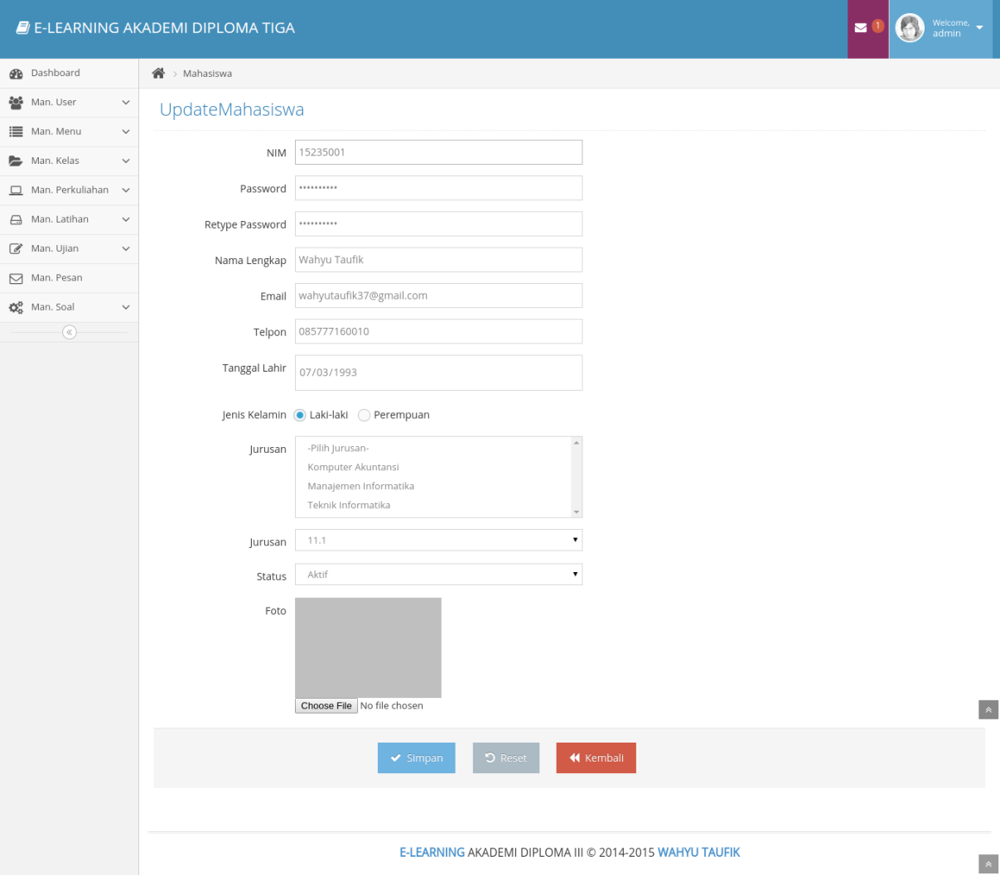 E-LEARNING AKADEMI DIPLOMA TIGA
1
Welcome,
admin
Dashboard
Man. User
Man. Menu
Man. Kelas
Man. Perkuliahan
Man. Latihan
Man. Ujian
Man. Pesan
Man. Soal
Mahasiswa
UpdateMahasiswa
NIM 15235001
Password ••••••••••
Retype Password ••••••••••
Nama Lengkap Wahyu Taufik
Email wahyutaufik37@gmail.com
Telpon 085777160010
Tanggal Lahir 07/03/1993
Jenis Kelamin Laki-laki Perempuan
Jurusan -Pilih Jurusan-
Komputer Akuntansi
Manajemen Informatika
Teknik Informatika
Jurusan 11.1
Status Aktif
Foto
Choose File No file chosen
Simpan Reset Kembali
E-LEARNING AKADEMI DIPLOMA III © 2014-2015 WAHYU TAUFIK